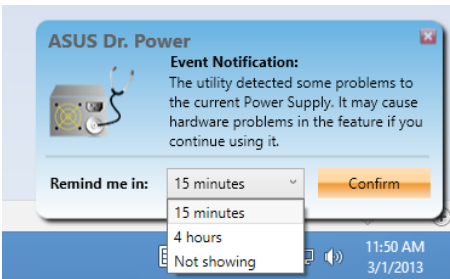 ASUS Dr. Power
Event Notification:
The utility detected some problems to
the current Power Supply. It may cause
hardware problems in the feature if you
continue using it.
Remind me in:
15 minutes
Confirm
15 minutes
4 hours
Not showing
11:50 AM
3/1/2013